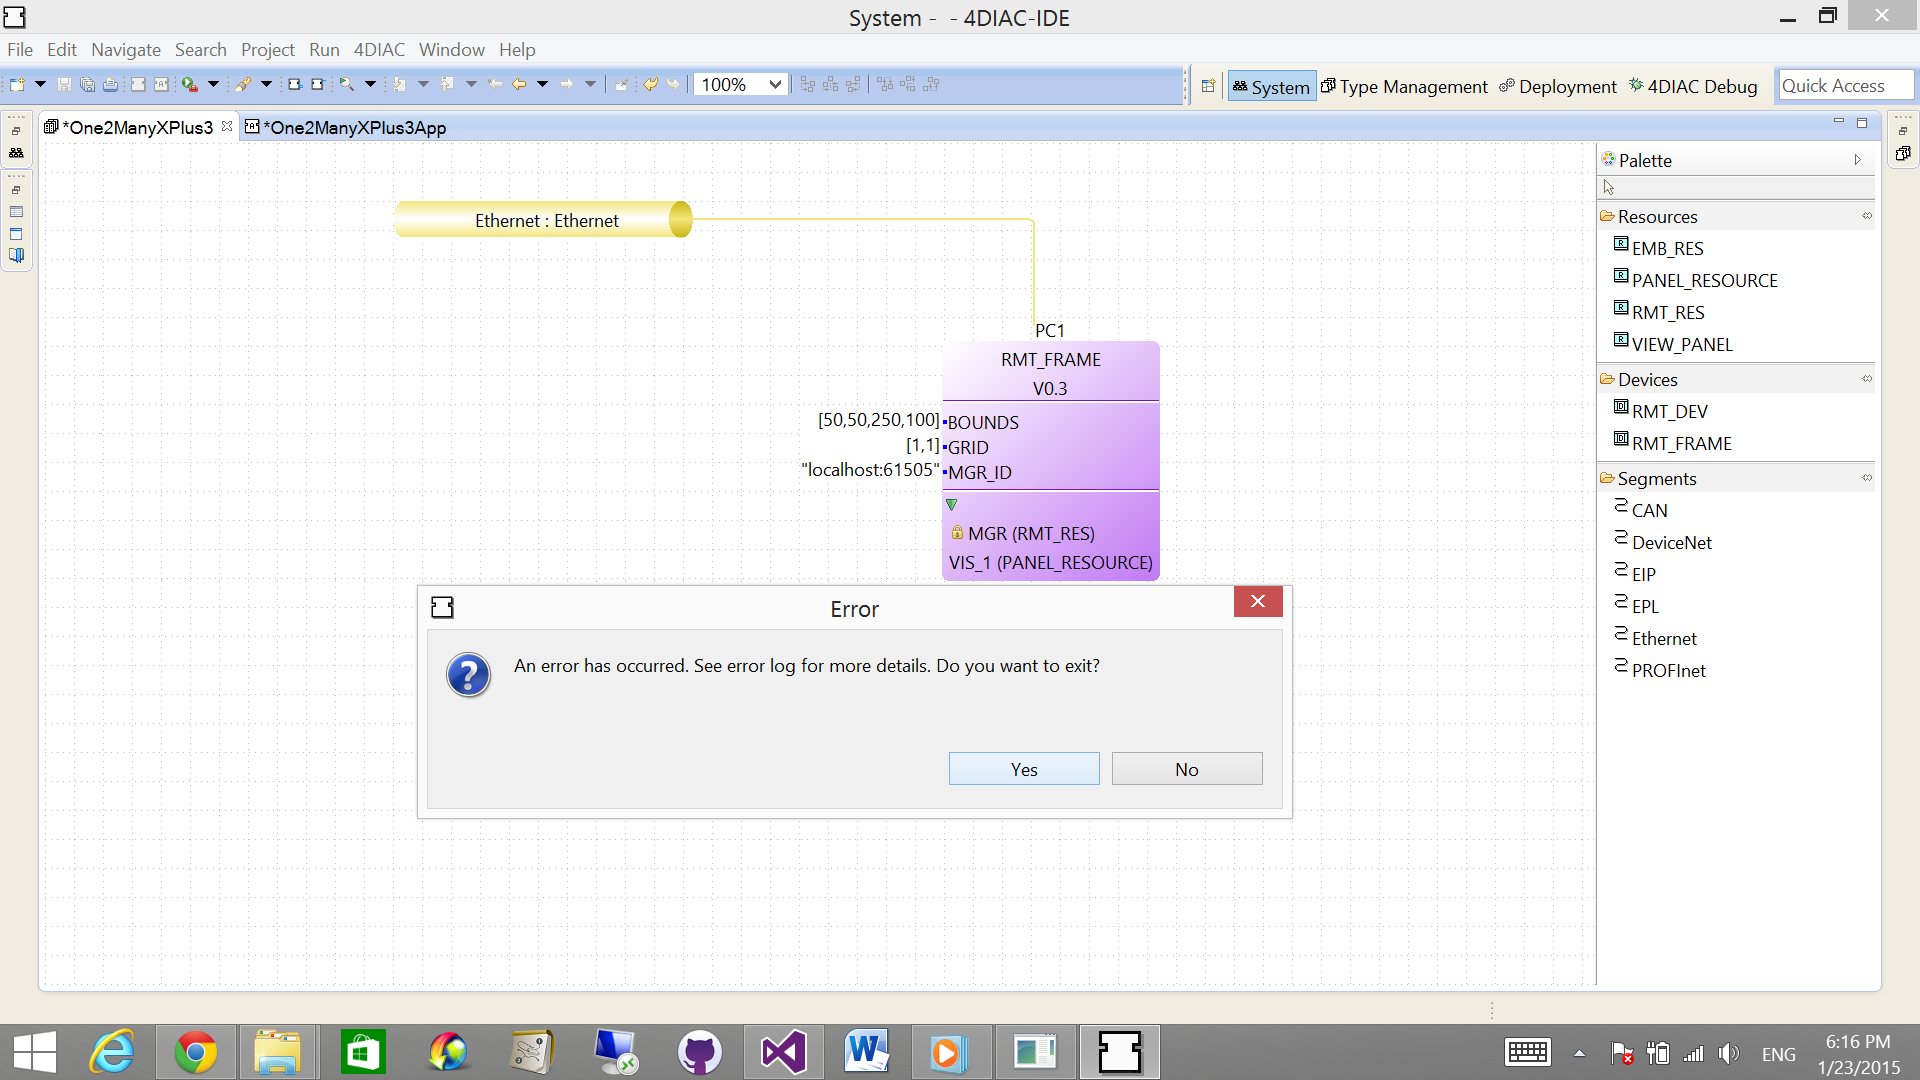 System -  - 4DIAC-IDE
File Edit Navigate Search Project Run 4DIAC Window Help
100%
System Type Management Deployment 4DIAC Debug
Quick Access
*One2ManyXPlus3
*One2ManyXPlus3App
Ethernet : Ethernet
PC1
RMT_FRAME
V0.3
[50,50,250,100] BOUNDS
[1,1] GRID
"localhost:61505" MGR_ID
MGR (RMT_RES)
VIS_1 (PANEL_RESOURCE)
Palette
Resources
EMB_RES
PANEL_RESOURCE
RMT_RES
VIEW_PANEL
Devices
RMT_DEV
RMT_FRAME
Segments
CAN
DeviceNet
EIP
EPL
Ethernet
PROFInet
Error
An error has occurred. See error log for more details. Do you want to exit?
Yes
No
ENG
6:16 PM
1/23/2015